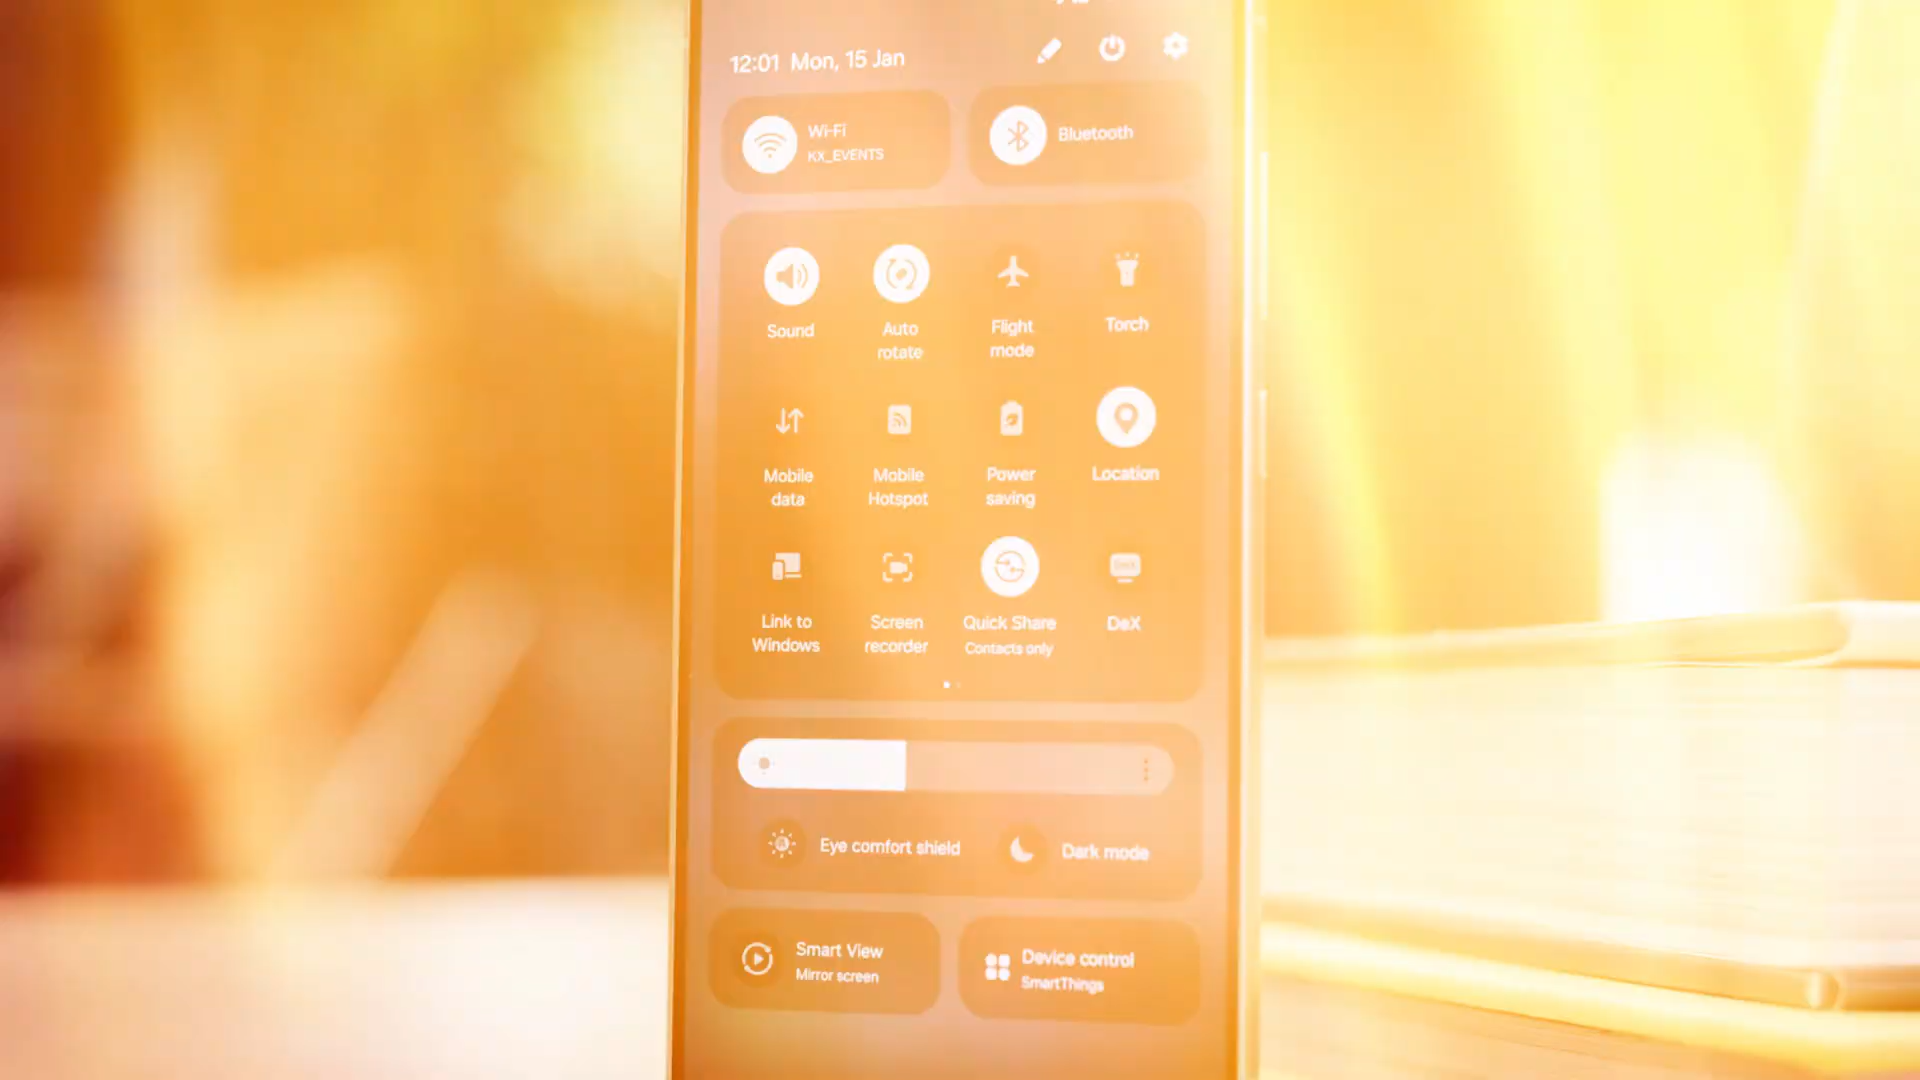 12:01 Mon, 15 Jan
Wi-Fi
KX_EVENTS
Bluetooth
Sound
Auto
rotate
Flight
mode
Torch
Mobile
data
Mobile
Hotspot
Power
saving
Location
Link to
Windows
Screen
recorder
Quick Share
Contacts only
DeX
Eye comfort shield
Dark mode
Smart View
Mirror screen
Device control
SmartThings